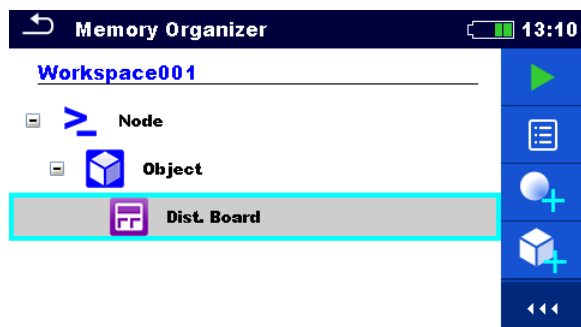 Memory Organizer 13:10
Workspace001
Node
Object
Dist. Board